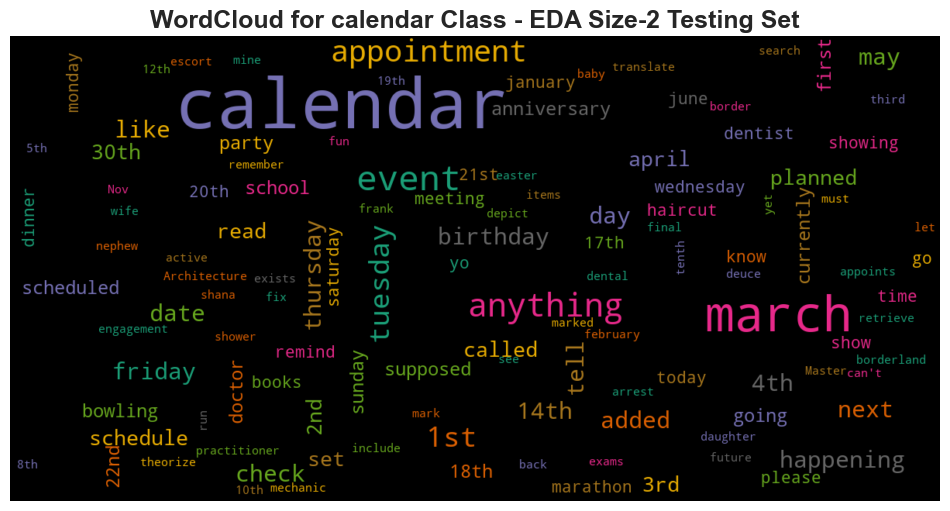 WordCloud for calendar Class - EDA Size-2 Testing Set
calendar
appointment
monday
12th
escort
mine
19th
january
baby
translate
search
first
may
third
like
30th
5th
party
remember
fun
anniversary
june
border
dentist
showing
event
21st
easter
april
wednesday
planned
must
20th
school
Nov
wife
dinner
nephew
frank
meeting
depict
items
day
haircut
final
yet
currently
let
go
read
active
thursday
saturday
tuesday
birthday
yo
17th
dental
know
deuce
tenth
appoints
scheduled
Architecture
exists
shana
fix
date
engagement
shower
anything
marked
february
march
time
retrieve
show
borderland
can't
Master
friday
remind
called
see
supposed
sunday
tell
today
arrest
4th
doctor
books
bowling
run
2nd
mark
14th
added
going
next
schedule
practitioner
include
1st
daughter
8th
22nd
theorize
check
set
10th
mechanic
18th
back
exams
marathon
3rd
future
please
happening